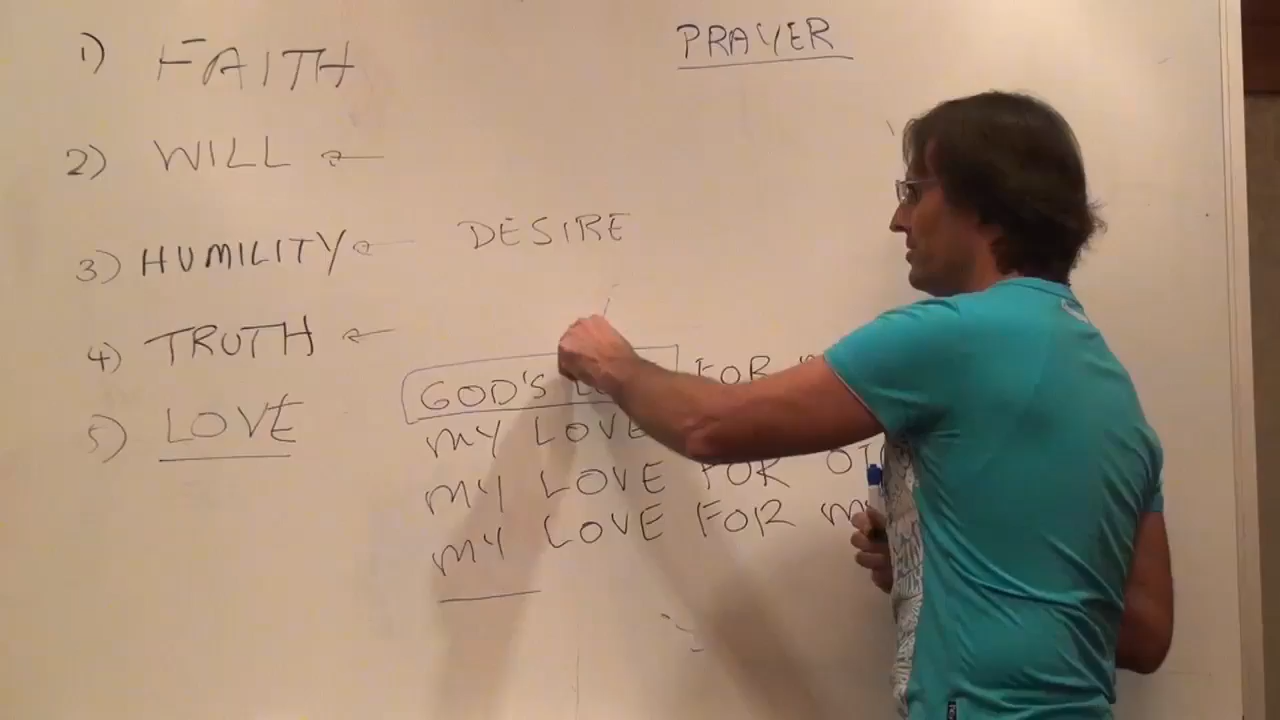 PRAYER
1) FAITH
2) WILL
3) HUMILITY
DESIRE
4) TRUTH
5) LOVE
GOD'S FOR
MY LOVE
MY LOVE FOR
MY LOVE FOR